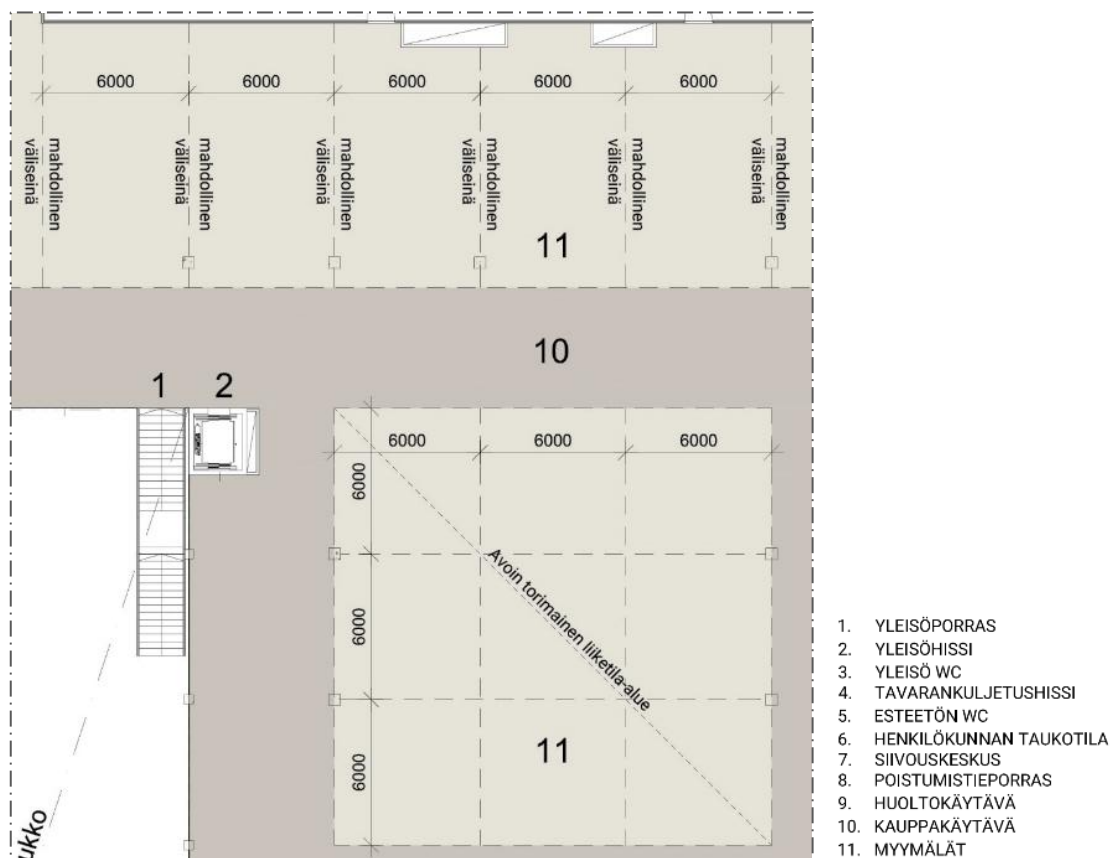 6000 6000 6000 6000 6000
mahdollinen
väliseinä
mahdollinen
väliseinä
mahdollinen
väliseinä
mahdollinen
väliseinä
mahdollinen
väliseinä
mahdollinen
väliseinä
11
10
1 2
6000 6000 6000
6000
6000
6000
Avoin torimainen liiketila-alue
11
ukko
1. YLEISÖPORRAS
2. YLEISÖHISSI
3. YLEISÖ WC
4. TAVARANKULJETUSHISSI
5. ESTEETÖN WC
6. HENKILÖKUNNAN TAUKOTILA
7. SIIVOUSKESKUS
8. POISTUMISTIEPORRAS
9. HUOLTOKÄYTÄVÄ
10. KAUPPAKÄYTÄVÄ
11. MYYMÄLÄT